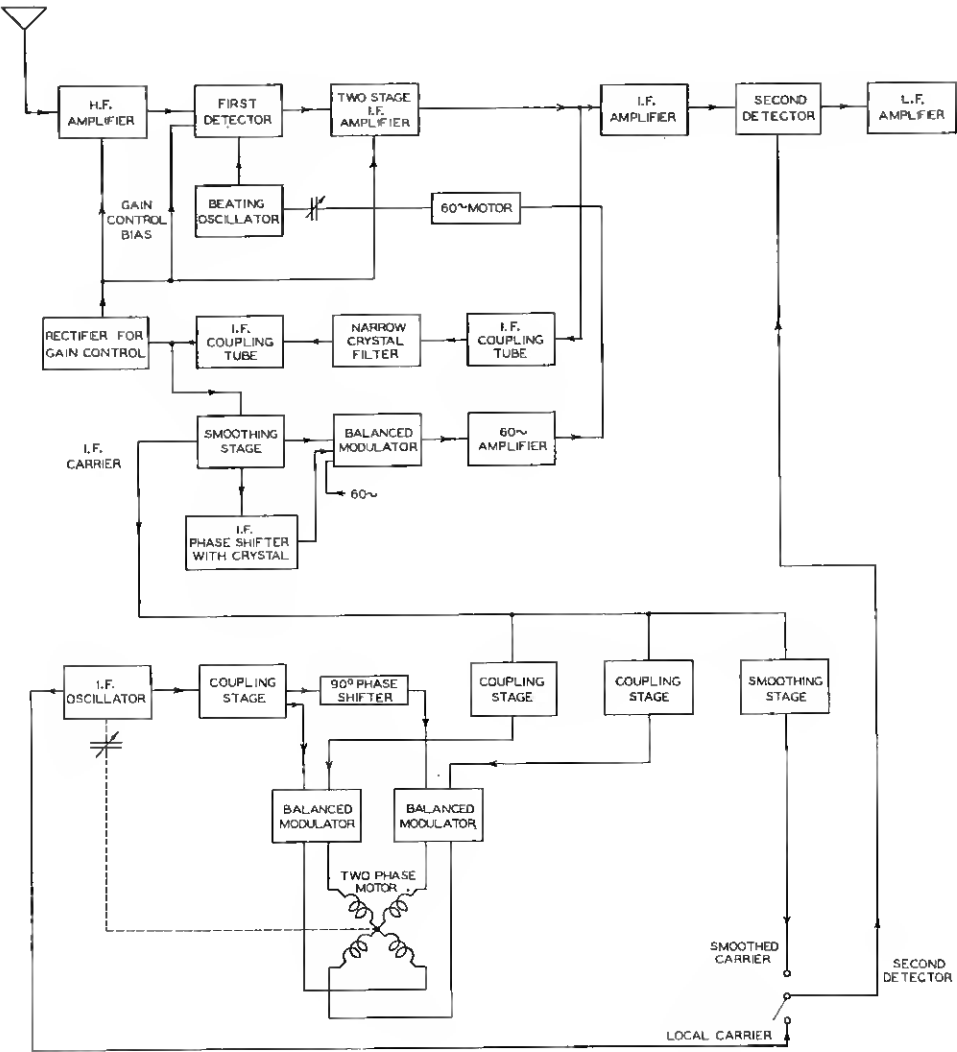 H.F.
AMPLIFIER
FIRST
DETECTOR
TWO STAGE
I.F.
AMPLIFIER
I.F.
AMPLIFIER
SECOND
DETECTOR
L.F.
AMPLIFIER
GAIN
CONTROL
BIAS
BEATING
OSCILLATOR
60~MOTOR
RECTIFIER FOR
GAIN CONTROL
I.F.
COUPLING
TUBE
NARROW
CRYSTAL
FILTER
I.F.
COUPLING
TUBE
I.F.
CARRIER
SMOOTHING
STAGE
BALANCED
MODULATOR
60~
AMPLIFIER
60~
I.F.
PHASE SHIFTER
WITH CRYSTAL
I.F.
OSCILLATOR
COUPLING
STAGE
90° PHASE
SHIFTER
COUPLING
STAGE
COUPLING
STAGE
SMOOTHING
STAGE
BALANCED
MODULATOR
BALANCED
MODULATOR
TWO PHASE
MOTOR
SMOOTHED
CARRIER
SECOND
DETECTOR
LOCAL CARRIER